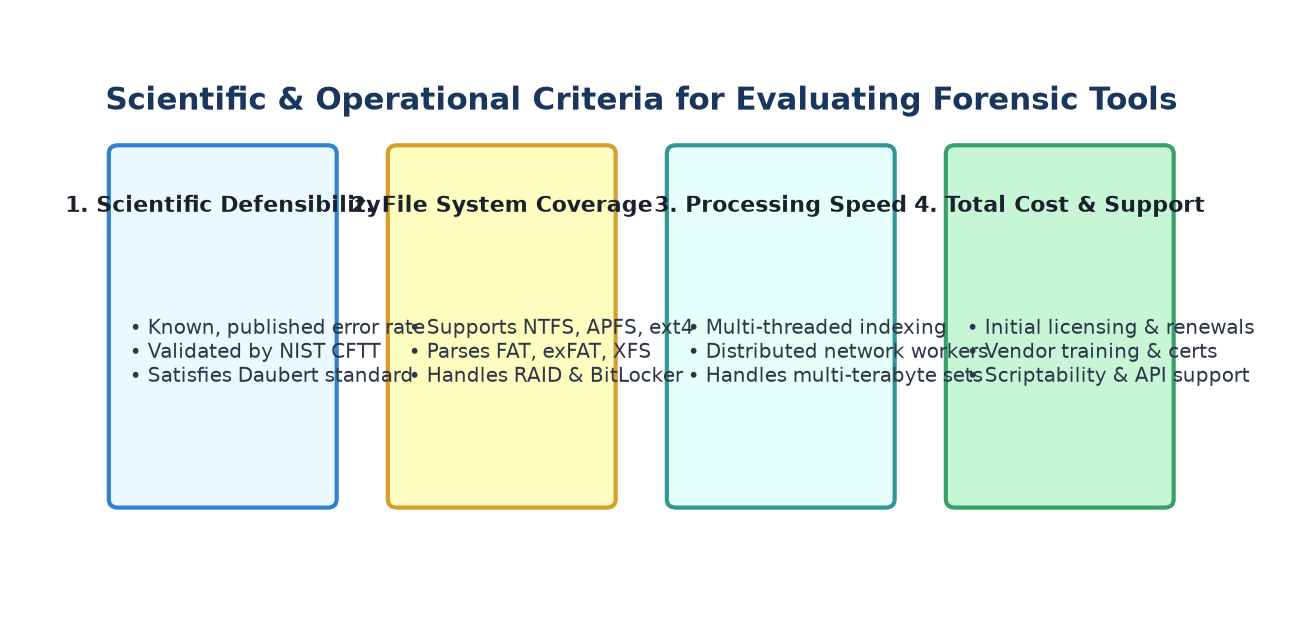 Scientific & Operational Criteria for Evaluating Forensic Tools
1. Scientific Defensibility
• Known, published error rate
• Validated by NIST CFTT
• Satisfies Daubert standard
2. File System Coverage
• Supports NTFS, APFS, ext4
• Parses FAT, exFAT, XFS
• Handles RAID & BitLocker
3. Processing Speed
• Multi-threaded indexing
• Distributed network workers
• Handles multi-terabyte sets
4. Total Cost & Support
• Initial licensing & renewals
• Vendor training & certs
• Scriptability & API support